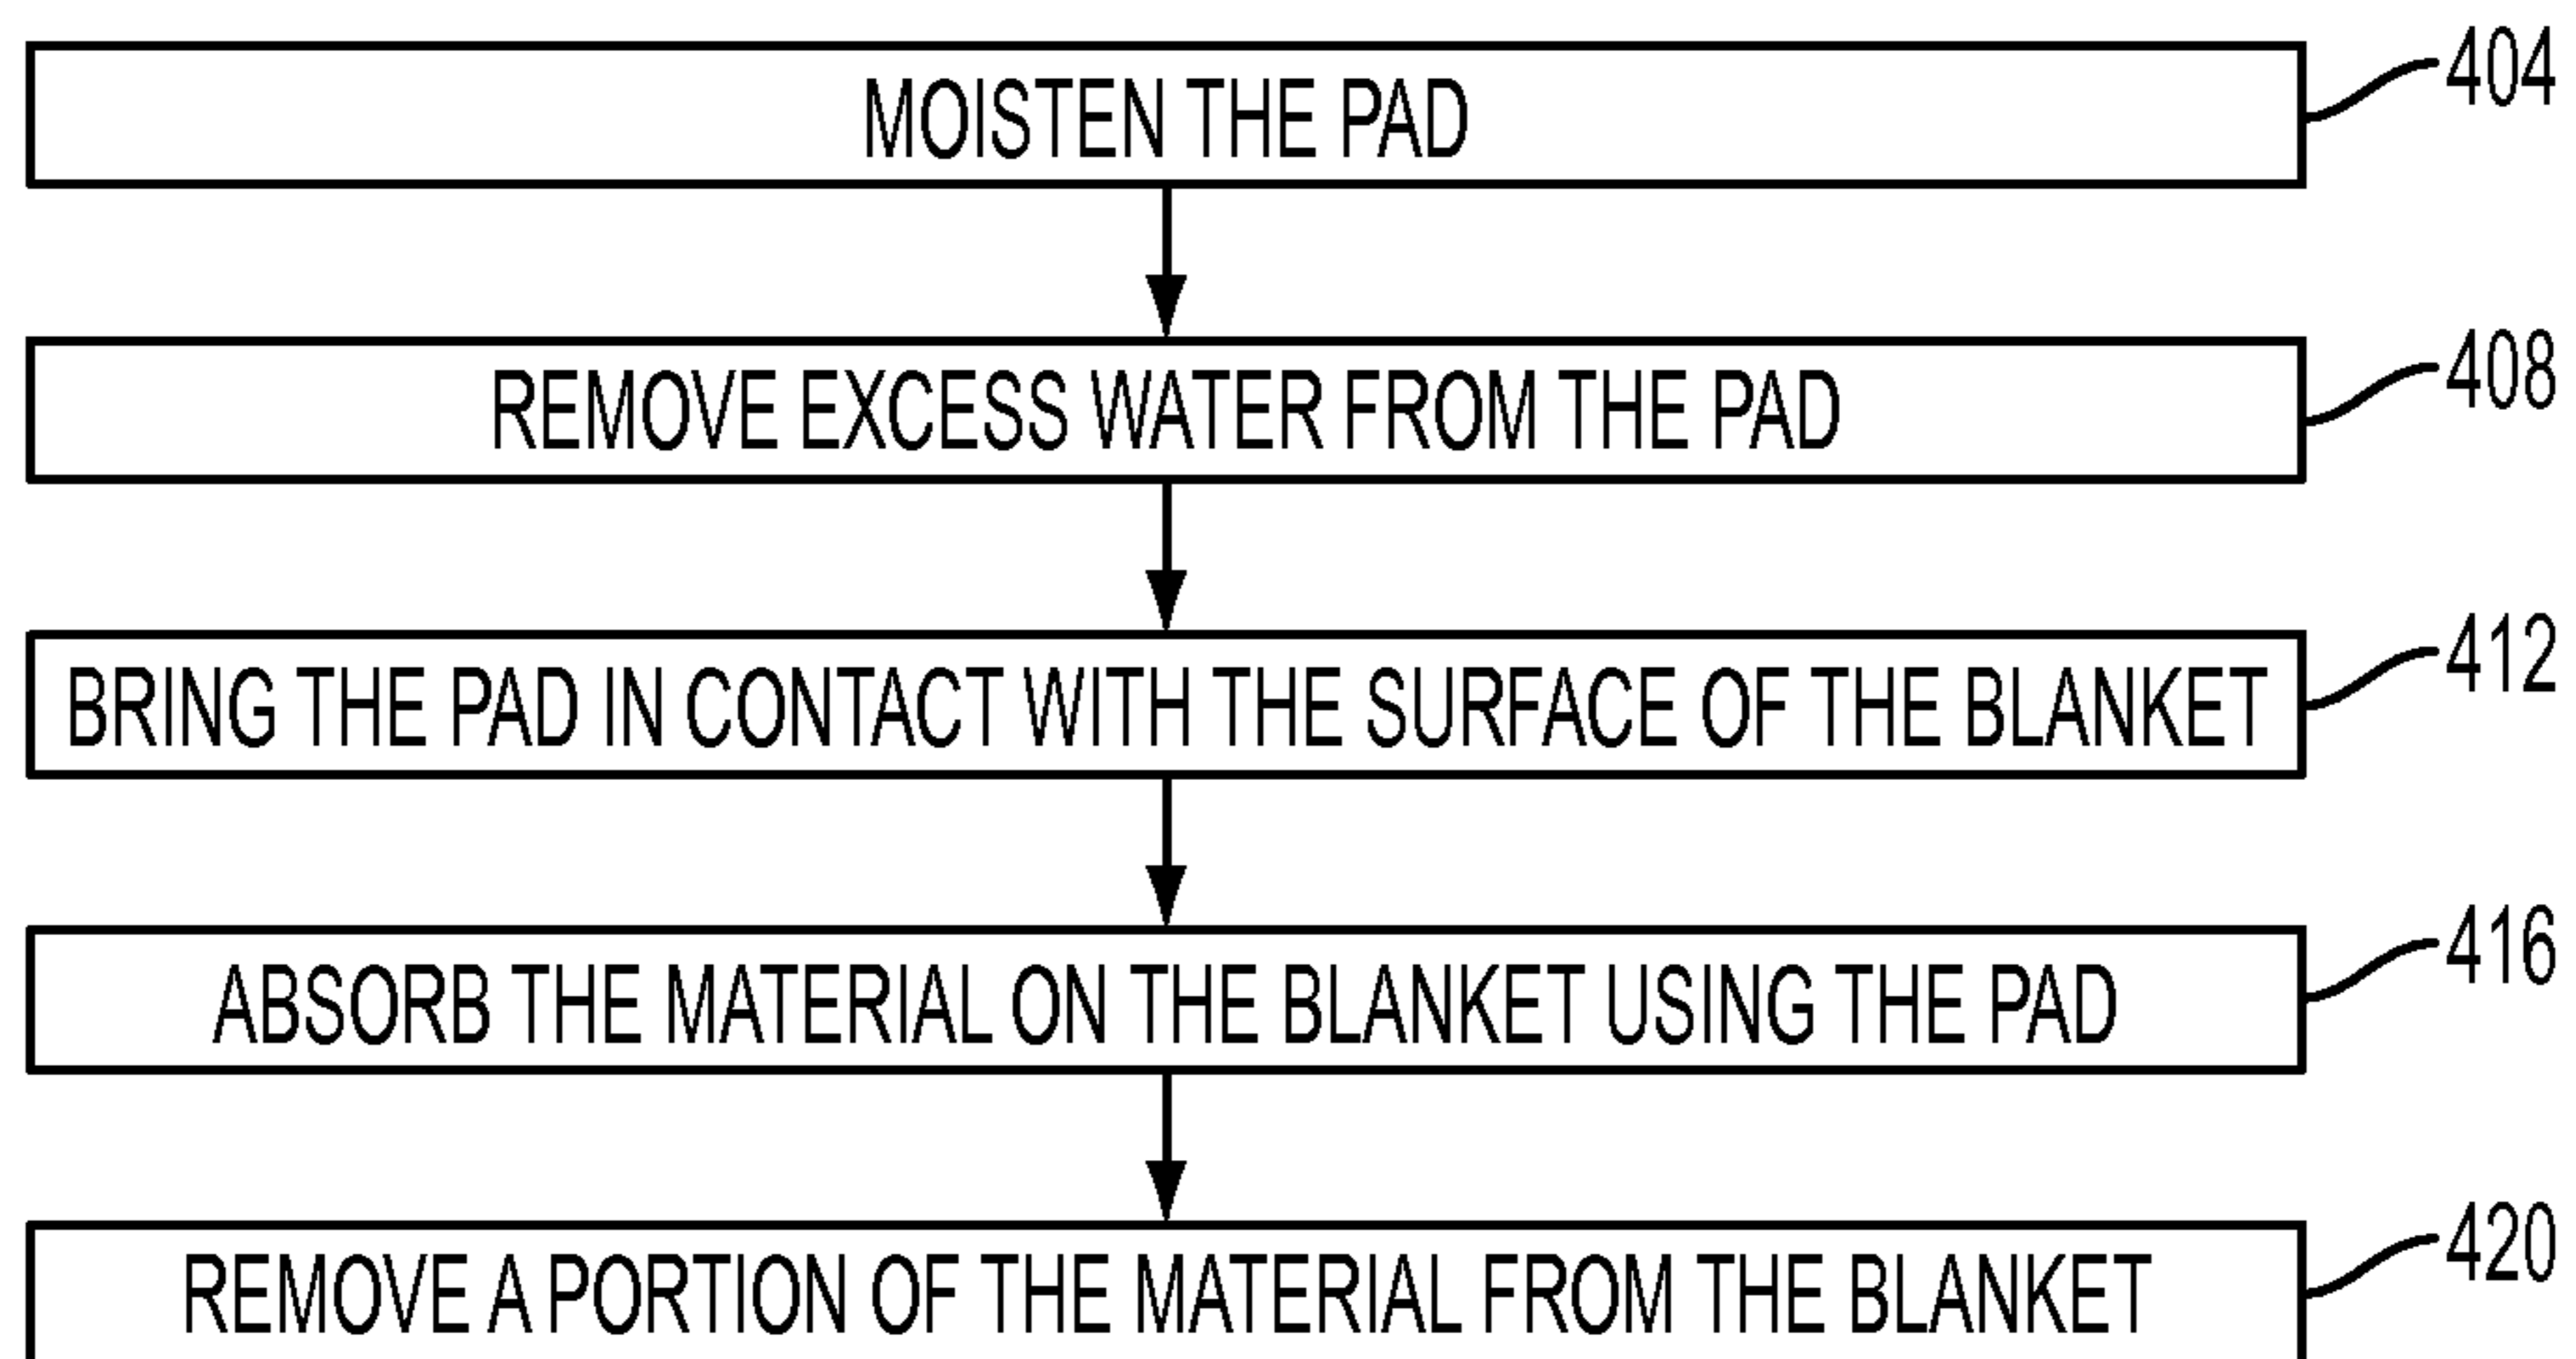 MOISTEN THE PAD
404
REMOVE EXCESS WATER FROM THE PAD
408
BRING THE PAD IN CONTACT WITH THE SURFACE OF THE BLANKET
412
ABSORB THE MATERIAL ON THE BLANKET USING THE PAD
416
REMOVE A PORTION OF THE MATERIAL FROM THE BLANKET
420